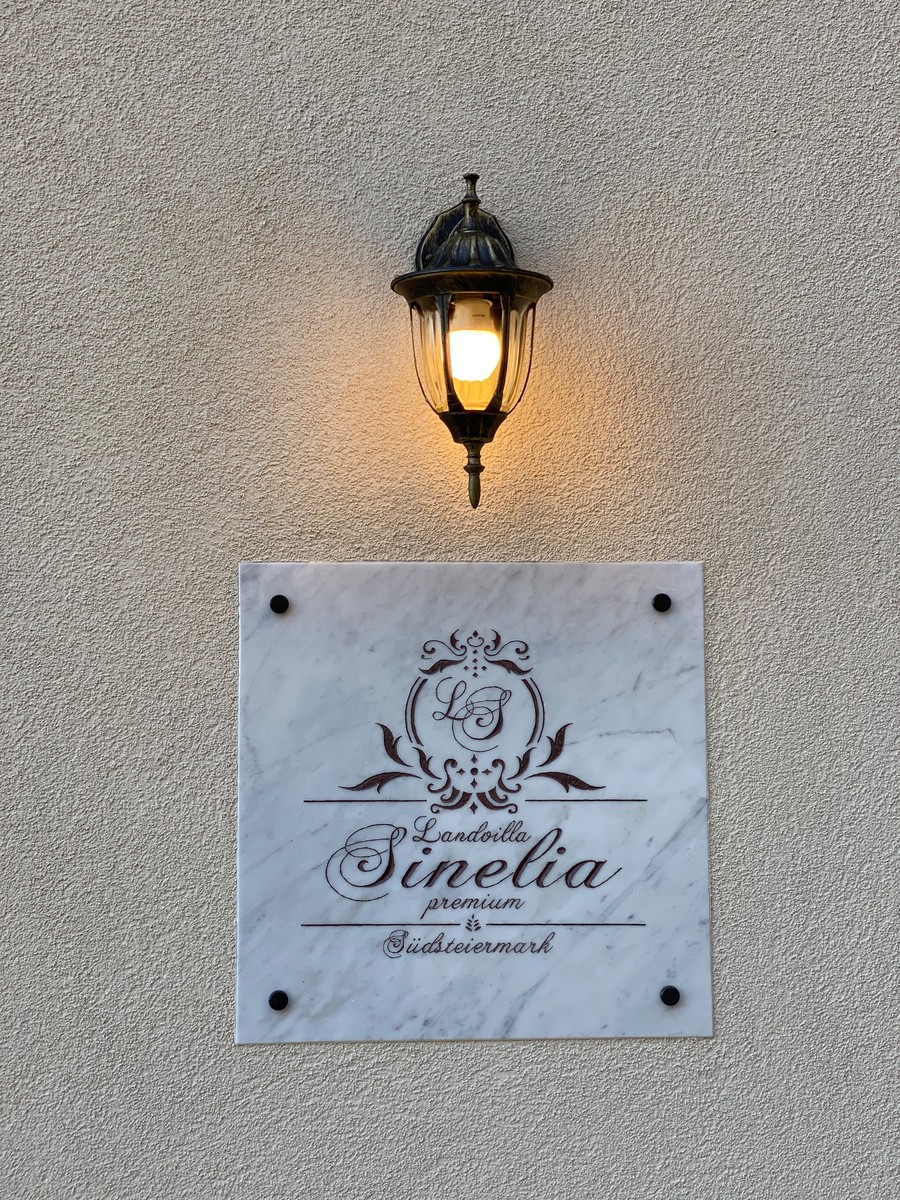 LS
Landvilla
Sinelia
premium
Südsteiermark